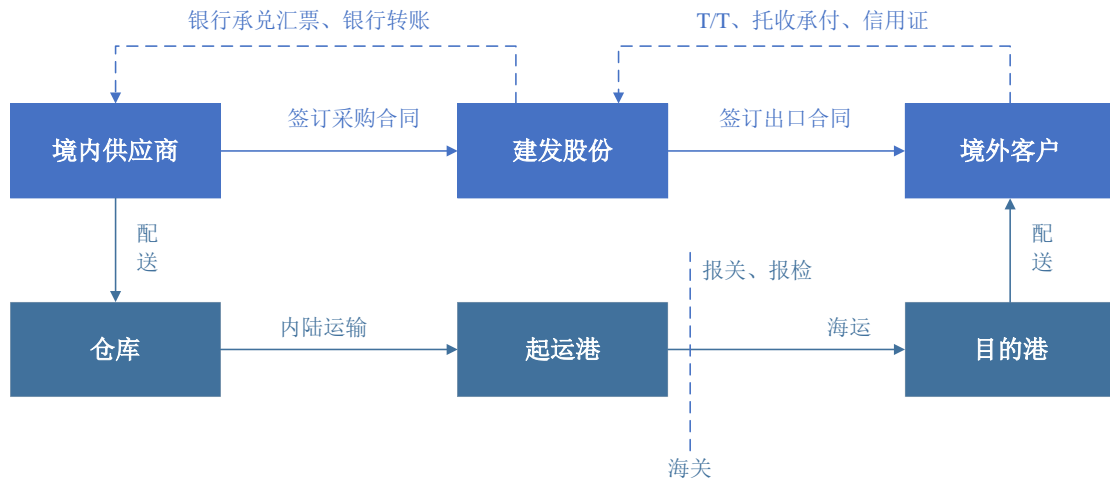 银行承兑汇票、银行转账
T/T、托收承付、信用证
境内供应商
签订采购合同
建发股份
签订出口合同
境外客户
配
送
配
送
报关、报检
仓库
内陆运输
起运港
海运
目的港
海关